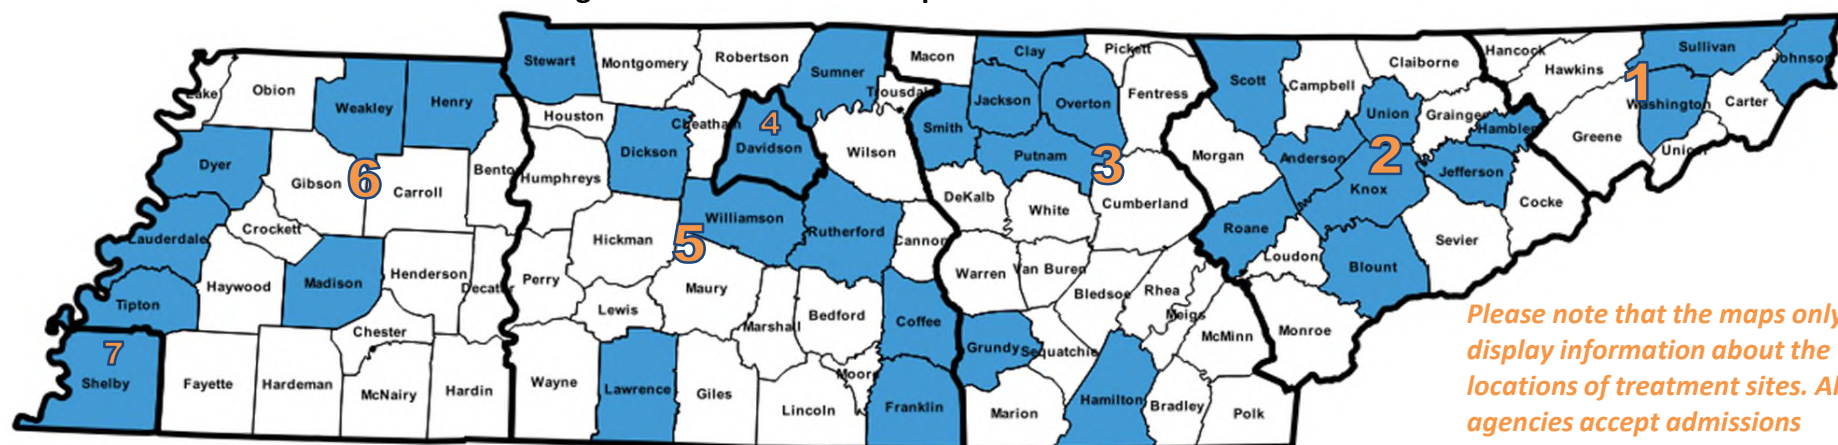 Stewart
Montgomery
Robertson
Sumner
Macon
Clay
Pickett
Scott
Campbell
Claiborne
Hancock
Hawkins
Sullivan
Johnso
1
Lake
Obion
Weakley
Henry
Houston
Cheatham
4
Trousdal
Smith
Jackson
Overton
Fentress
Union
Grainger
Hamblen
Greene
Washington
Carter
Unicoi
Dyer
Gibson
6
Carroll
Bento
Humphreys
Dickson
Davidson
Wilson
Putnam
3
Morgan
Anderson
2
Knox
Jefferson
Cocke
Lauderdale
Crockett
Hickman
Williamson
5
Rutherford
Cannon
DeKalb
White
Cumberland
Roane
Loudon
Blount
Sevier
Tipton
Haywood
Madison
Henderson
Decatur
Perry
Lewis
Maury
Marshall
Bedford
Coffee
Warren
Van Buren
Bledsoe
Rhea
Meigs
McMinn
Monroe
7
Shelby
Fayette
Hardeman
Chester
McNairy
Hardin
Wayne
Lawrence
Giles
Lincoln
Moore
Franklin
Grundy
Sequatchie
Marion
Hamilton
Bradley
Polk
Please note that the maps only
display information about the
locations of treatment sites. Al
agencies accept admissions